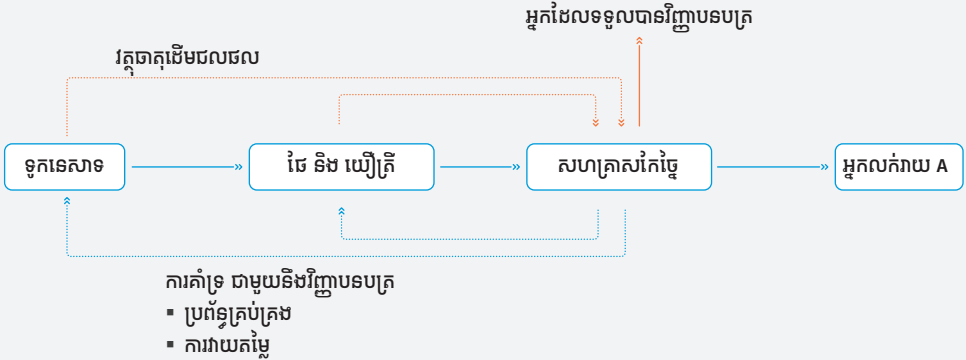 អ្នកដែលទទួលបានវិញ្ញាបនបត្រ
វត្ថុធាតុដើមជលផល
ទូកនេសាទ
ផែ និង ឃឿត្រី
សហគ្រាសកែច្នៃ
អ្នកលក់រាយ A
ការគាំទ្រ ជាមួយនឹងវិញ្ញាបនបត្រ
▪ ប្រព័ន្ធគ្រប់គ្រង
▪ ការវាយតម្លៃ